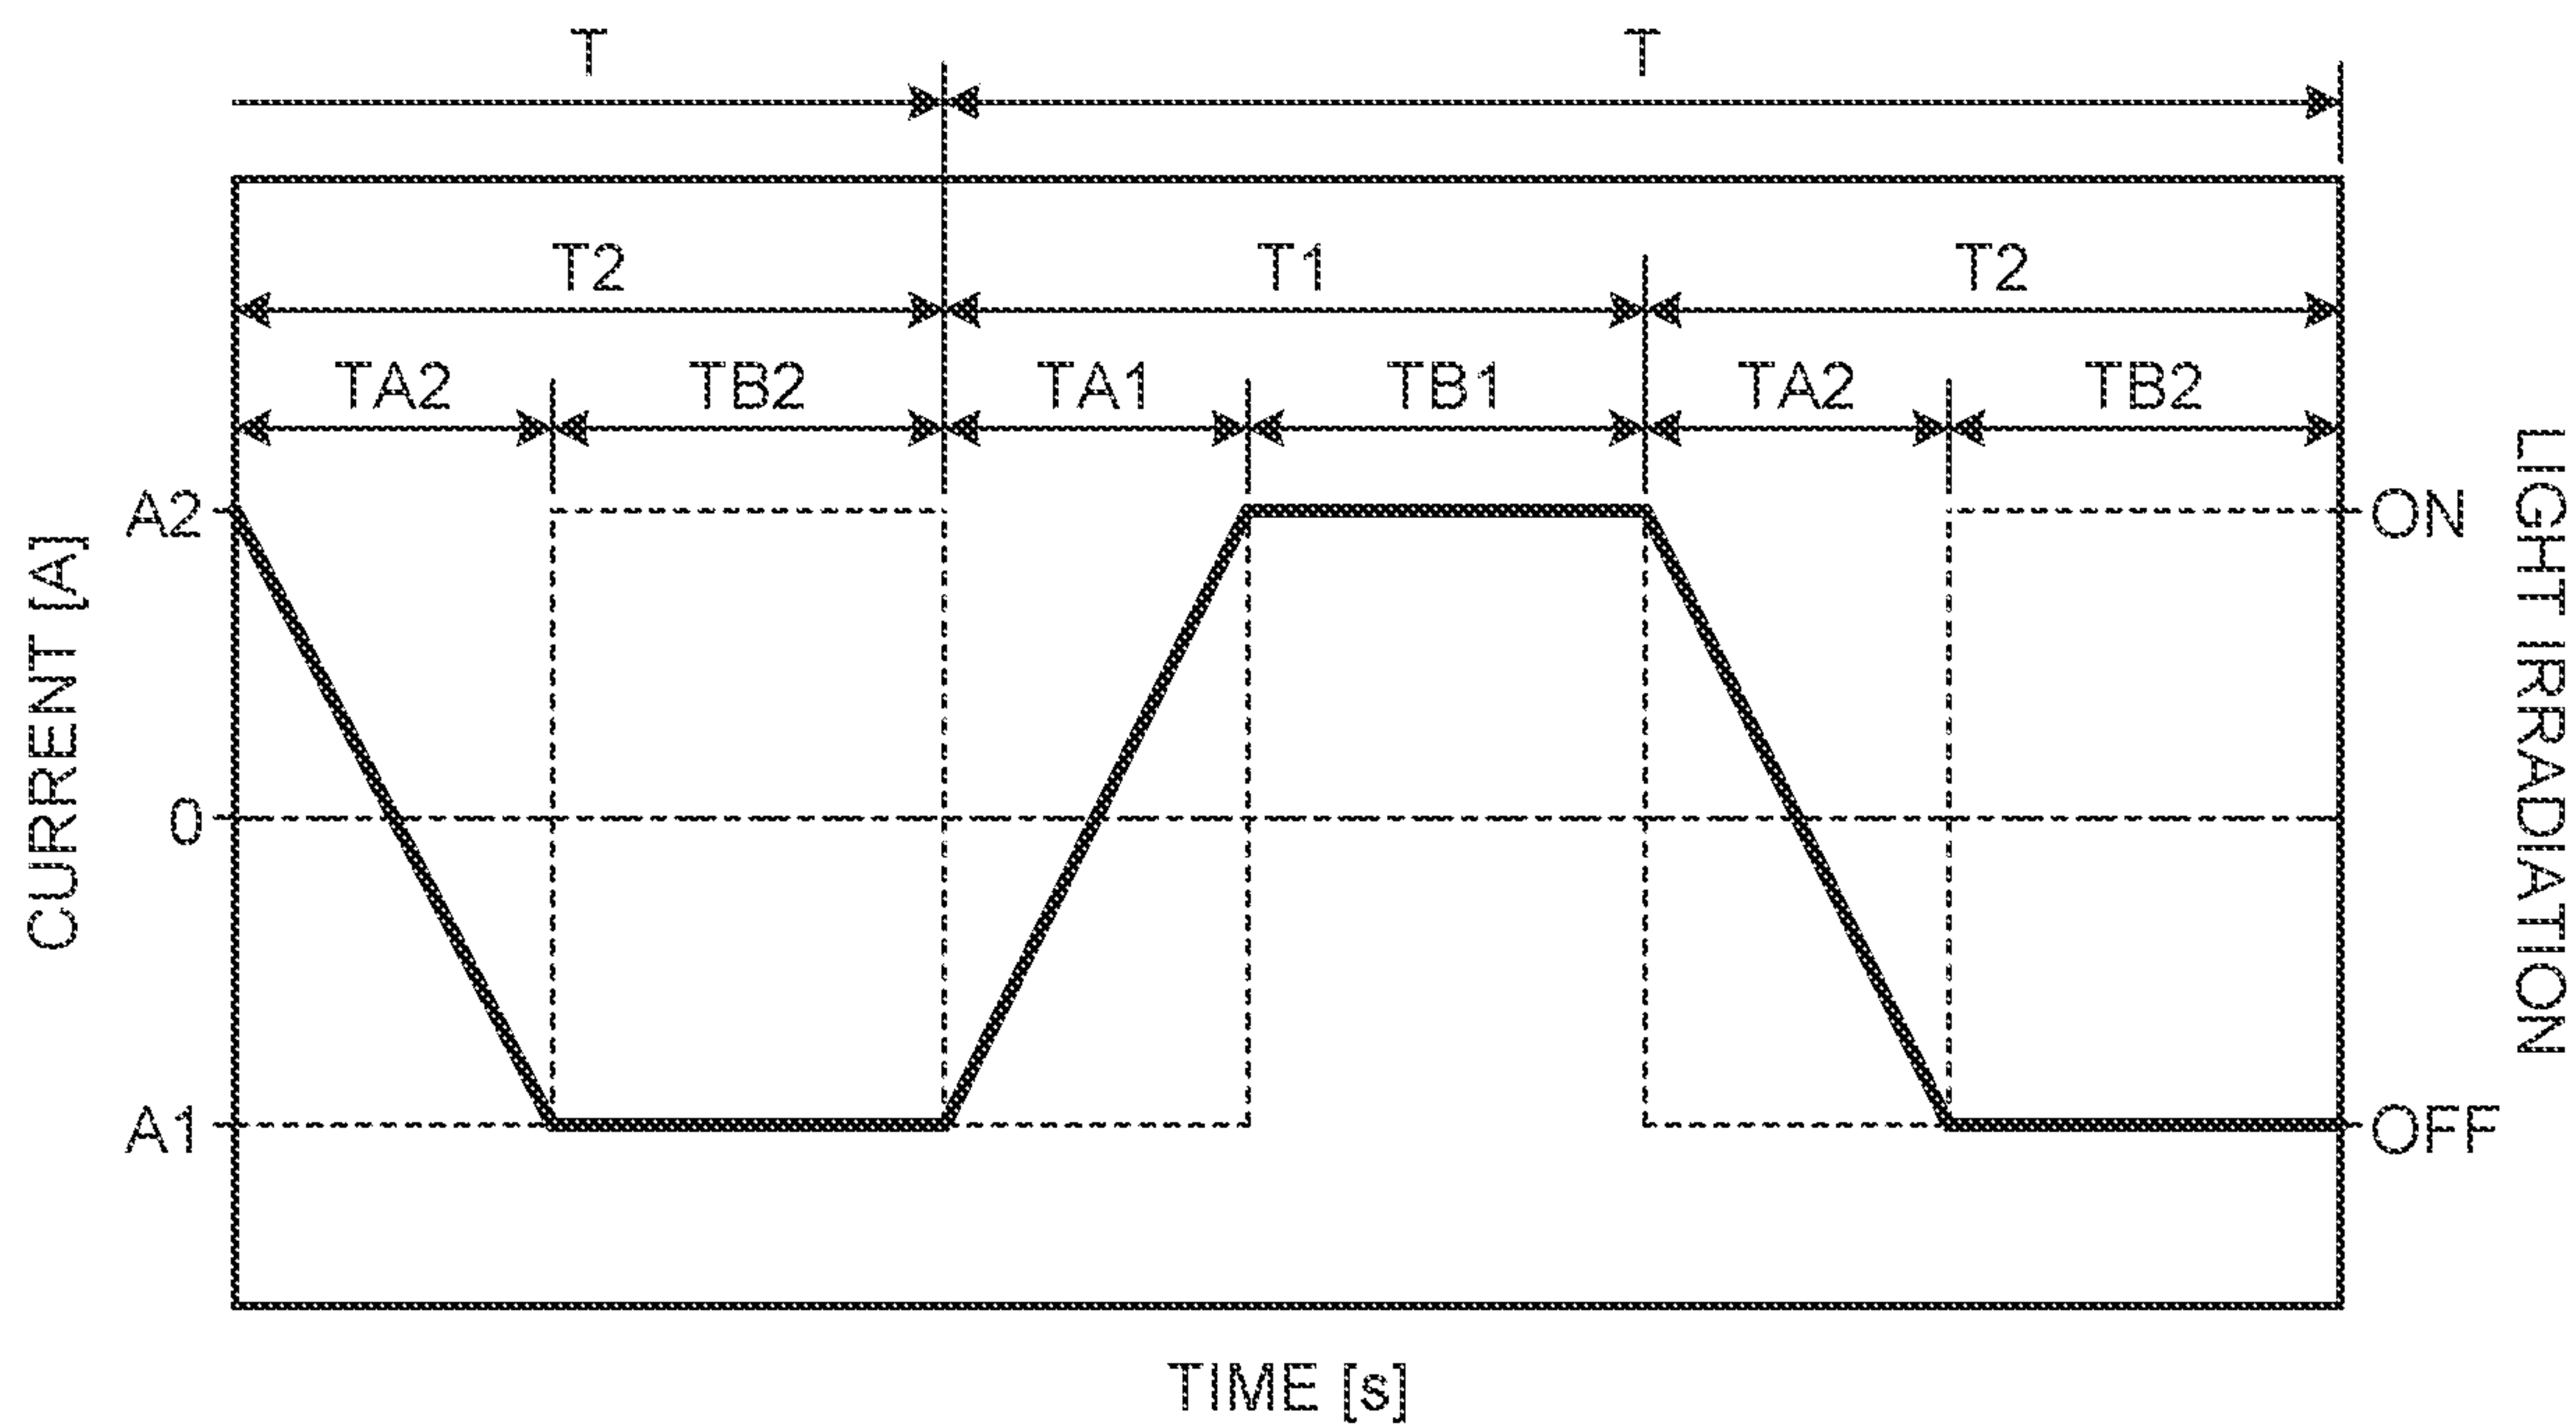 T T
T2 T1 T2
TA2 TB2 TA1 TB1 TA2 TB2
A2 ON
CURRENT [A]
LIGHT IRRADIATION
0
A1 OFF
TIME [s]